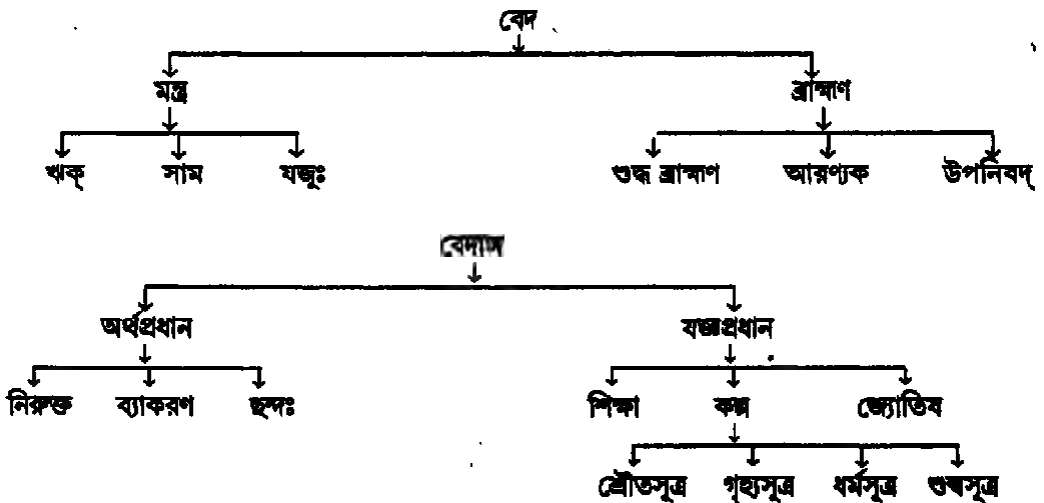 বেদ
মন্ত্র ব্রাহ্মণ
ঋক্ সাম যজুঃ শুদ্ধ ব্রাহ্মণ আরণ্যক উপনিষদ্
বেদাঙ্গ
অর্থপ্রধান যজ্ঞপ্রধান
নিরুক্ত ব্যাকরণ ছন্দঃ শিক্ষা কল্প জ্যোতিষ
শ্রৌতসূত্র গৃহ্যসূত্র ধর্মসূত্র শুল্বসূত্র